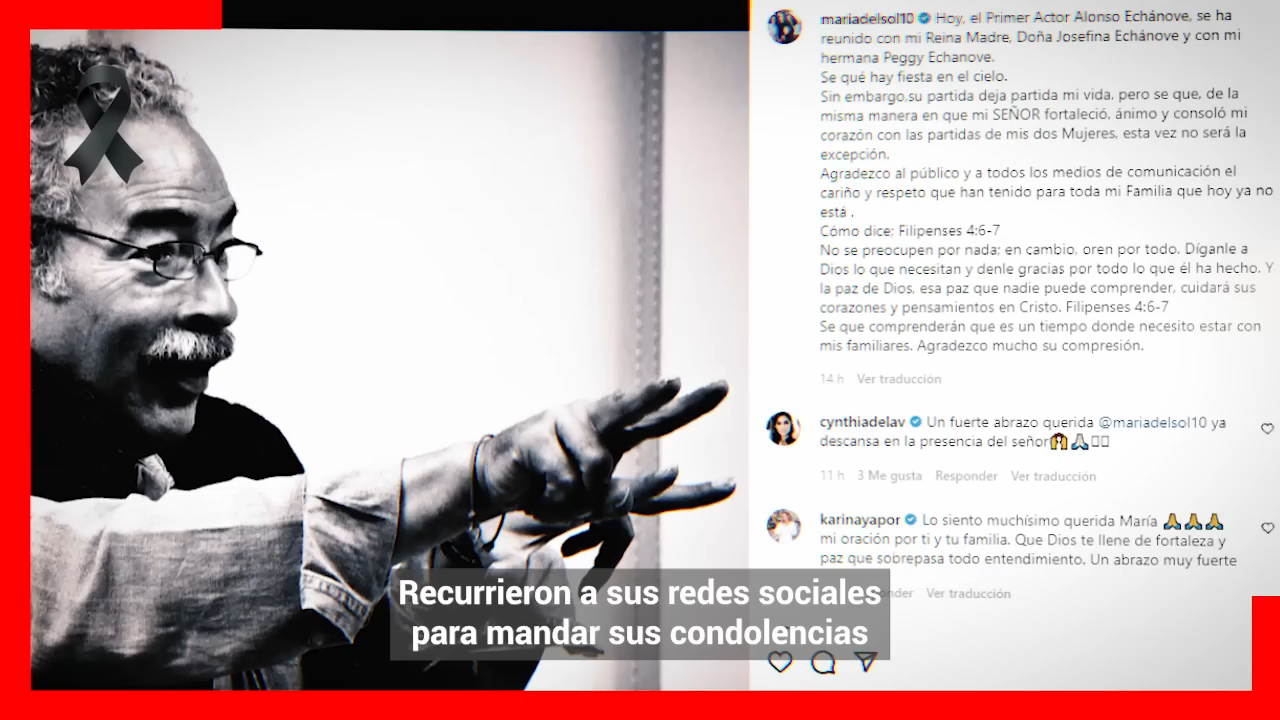 mariadelsol10 Hoy, el Primer Actor Alonso Echánove, se ha
reunido con mi Reina Madre, Doña Josefina Echánove y con mi
hermana Peggy Echanove.
Se qué hay fiesta en el cielo.
Sin embargo,su partida deja partida mi vida, pero se que, de la
misma manera en que mi SEÑOR fortaleció, ánimo y consoló mi
corazón con las partidas de mis dos Mujeres, esta vez no será la
excepción.
Agradezco al público y a todos los medios de comunicación el
cariño y respeto que han tenido para toda mi Familia que hoy ya no
está .
Cómo dice: Filipenses 4:6-7
No se preocupen por nada; en cambio, oren por todo. Díganle a
Dios lo que necesitan y denle gracias por todo lo que él ha hecho. Y
la paz de Dios, esa paz que nadie puede comprender, cuidará sus
corazones y pensamientos en Cristo. Filipenses 4:6-7
Se que comprenderán que es un tiempo donde necesito estar con
mis familiares. Agradezco mucho su compresión.
14 h Ver traducción
cynthiadelav Un fuerte abrazo querida @mariadelsol10 ya
descansa en la presencia del señor
11 h 3 Me gusta Responder Ver traducción
karinayapor Lo siento muchísimo querida María 🙏🙏🙏
mi oración por ti y tu familia. Que Dios te llene de fortaleza y
paz que sobrepasa todo entendimiento. Un abrazo muy fuerte
Ver traducción
Recurrieron a sus redes sociales
para mandar sus condolencias